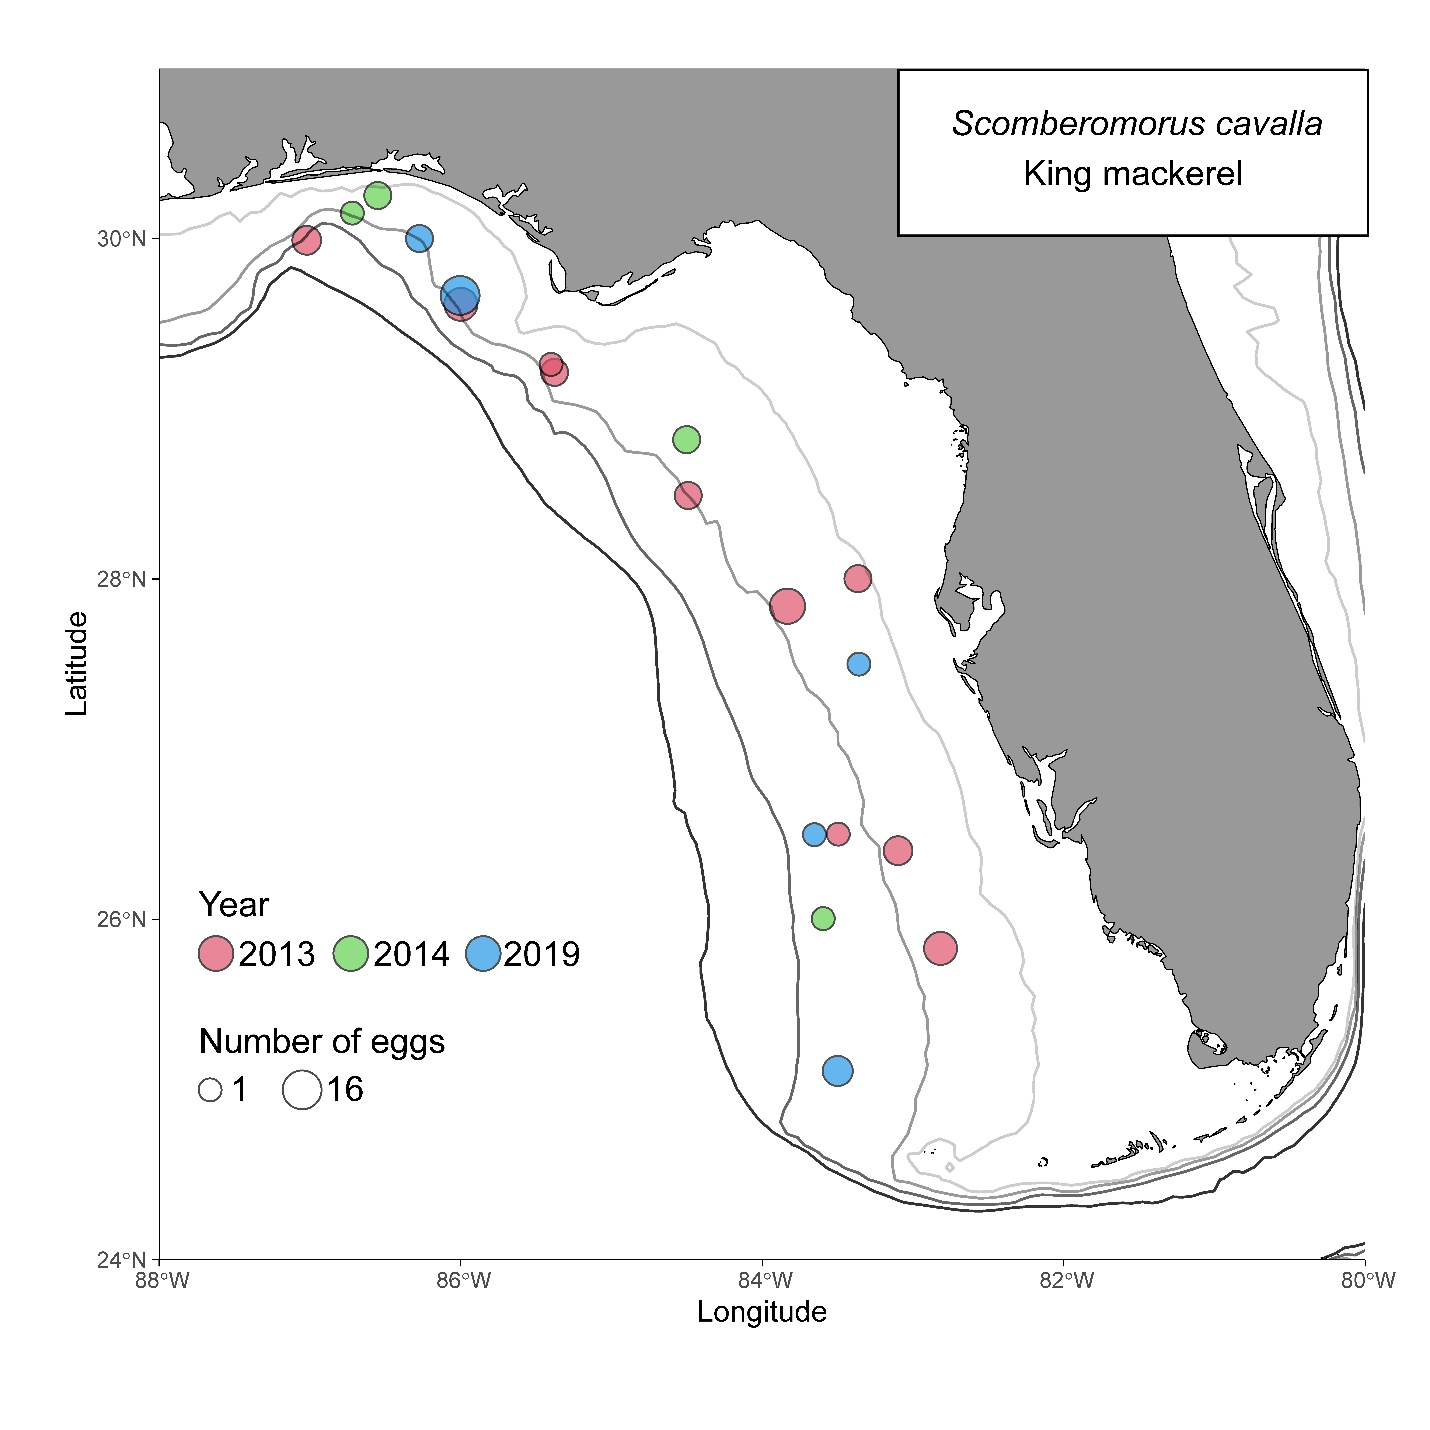 Scomberomorus cavalla
King mackerel
30°N
28°N
26°N
24°N
Latitude
Year
2013 2014 2019
Number of eggs
1 16
88°W 86°W 84°W 82°W 80°W
Longitude